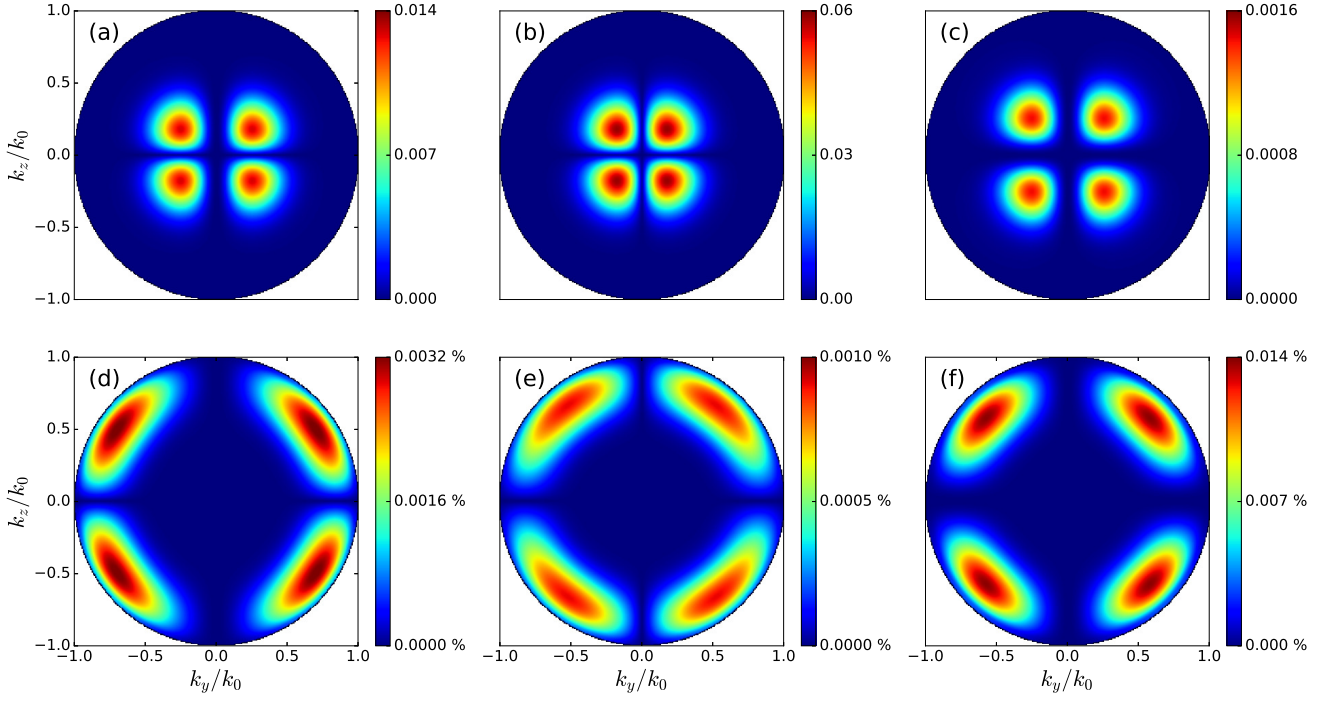 (a)
1.0
0.5
0.0
−0.5
−1.0
k_z/k_0
0.014
0.007
0.000
(b)
0.06
0.03
0.00
(c)
0.0016
0.0008
0.0000
(d)
1.0
0.5
0.0
−0.5
−1.0
k_z/k_0
−1.0 −0.5 0.0 0.5 1.0
k_y/k_0
0.0032 %
0.0016 %
0.0000 %
(e)
−1.0 −0.5 0.0 0.5 1.0
k_y/k_0
0.0010 %
0.0005 %
0.0000 %
(f)
−1.0 −0.5 0.0 0.5 1.0
k_y/k_0
0.014 %
0.007 %
0.000 %